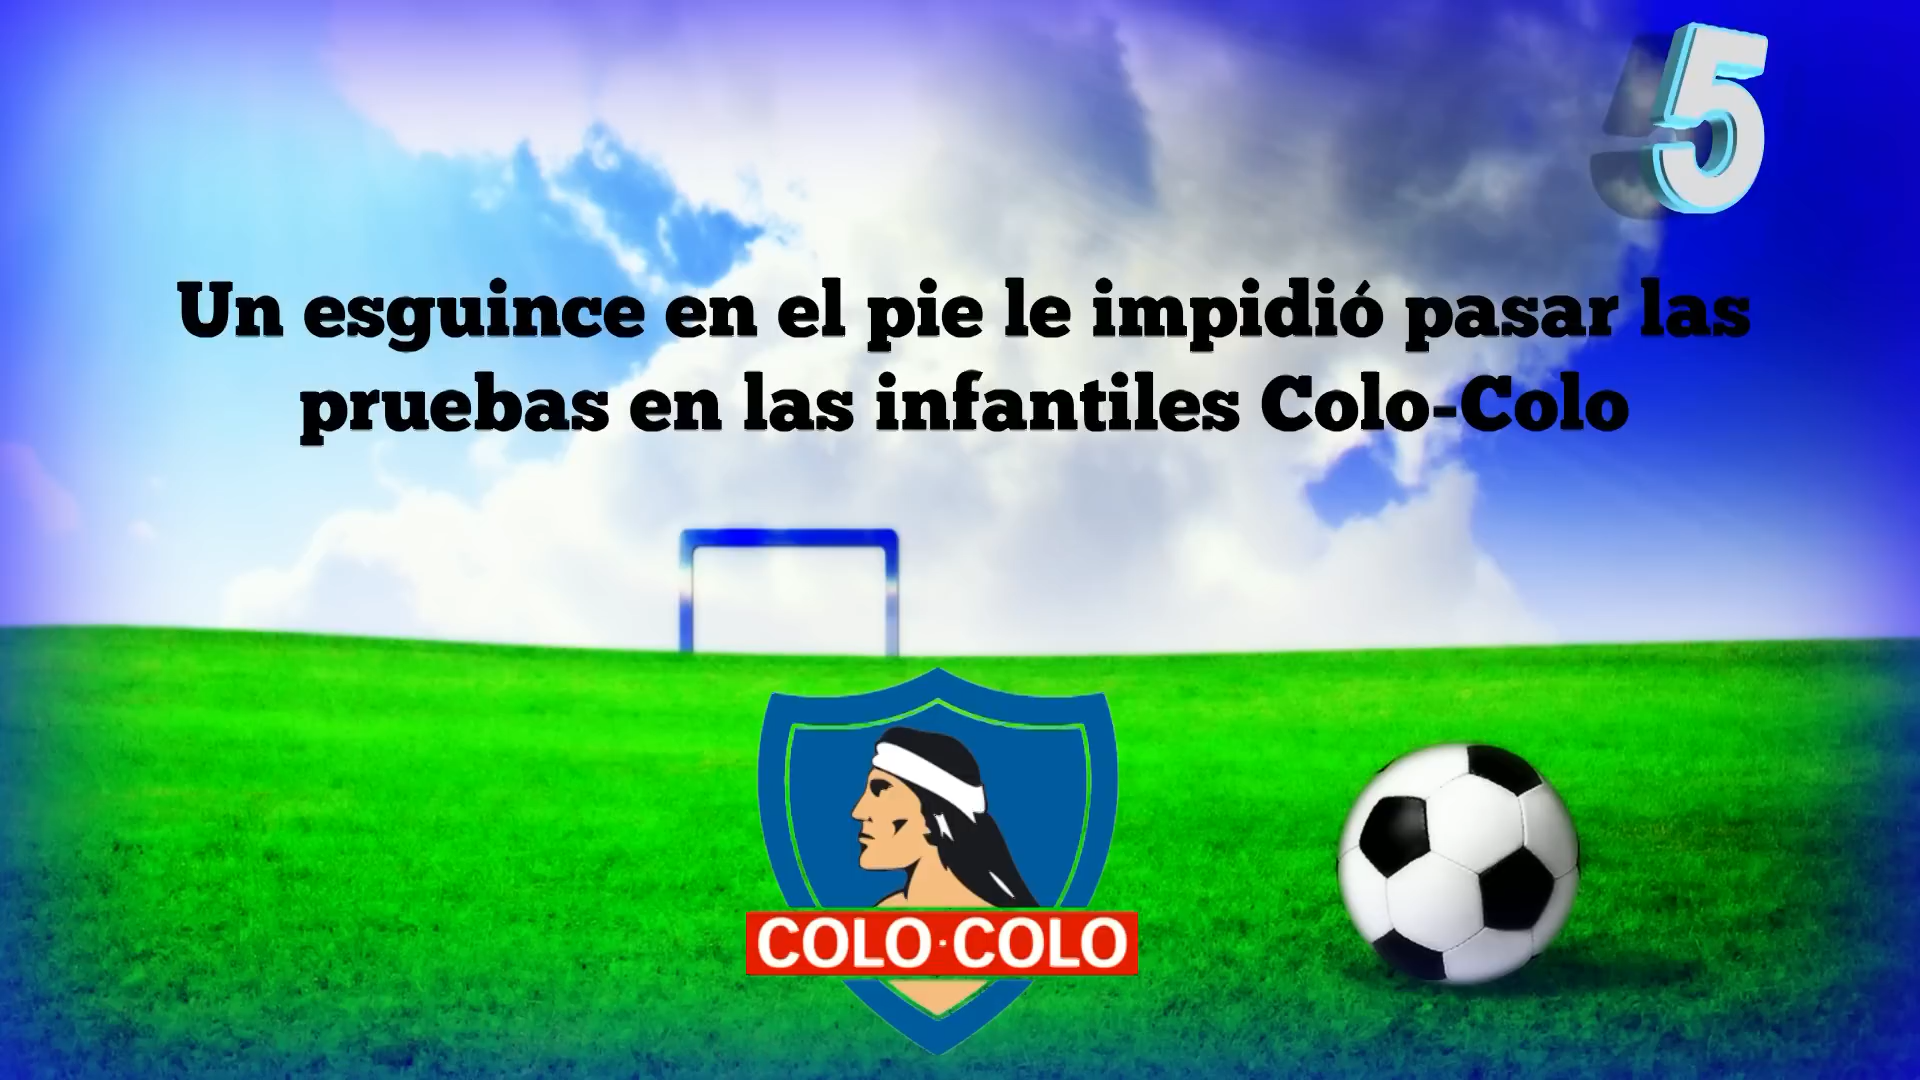 5
Un esguince en el pie le impidió pasar las
pruebas en las infantiles Colo-Colo
COLO·COLO